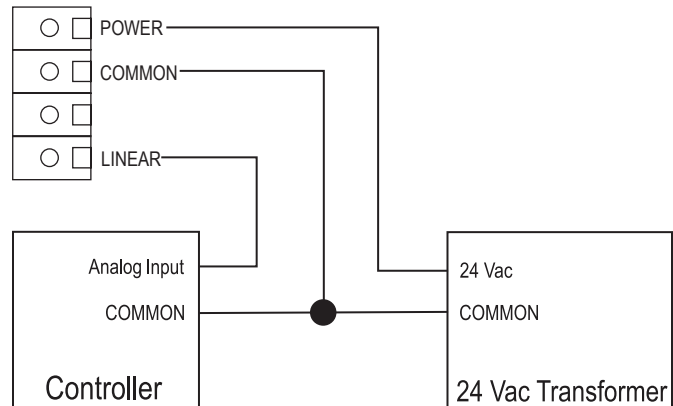 POWER
COMMON
LINEAR
Analog Input
COMMON
Controller
24 Vac
COMMON
24 Vac Transformer